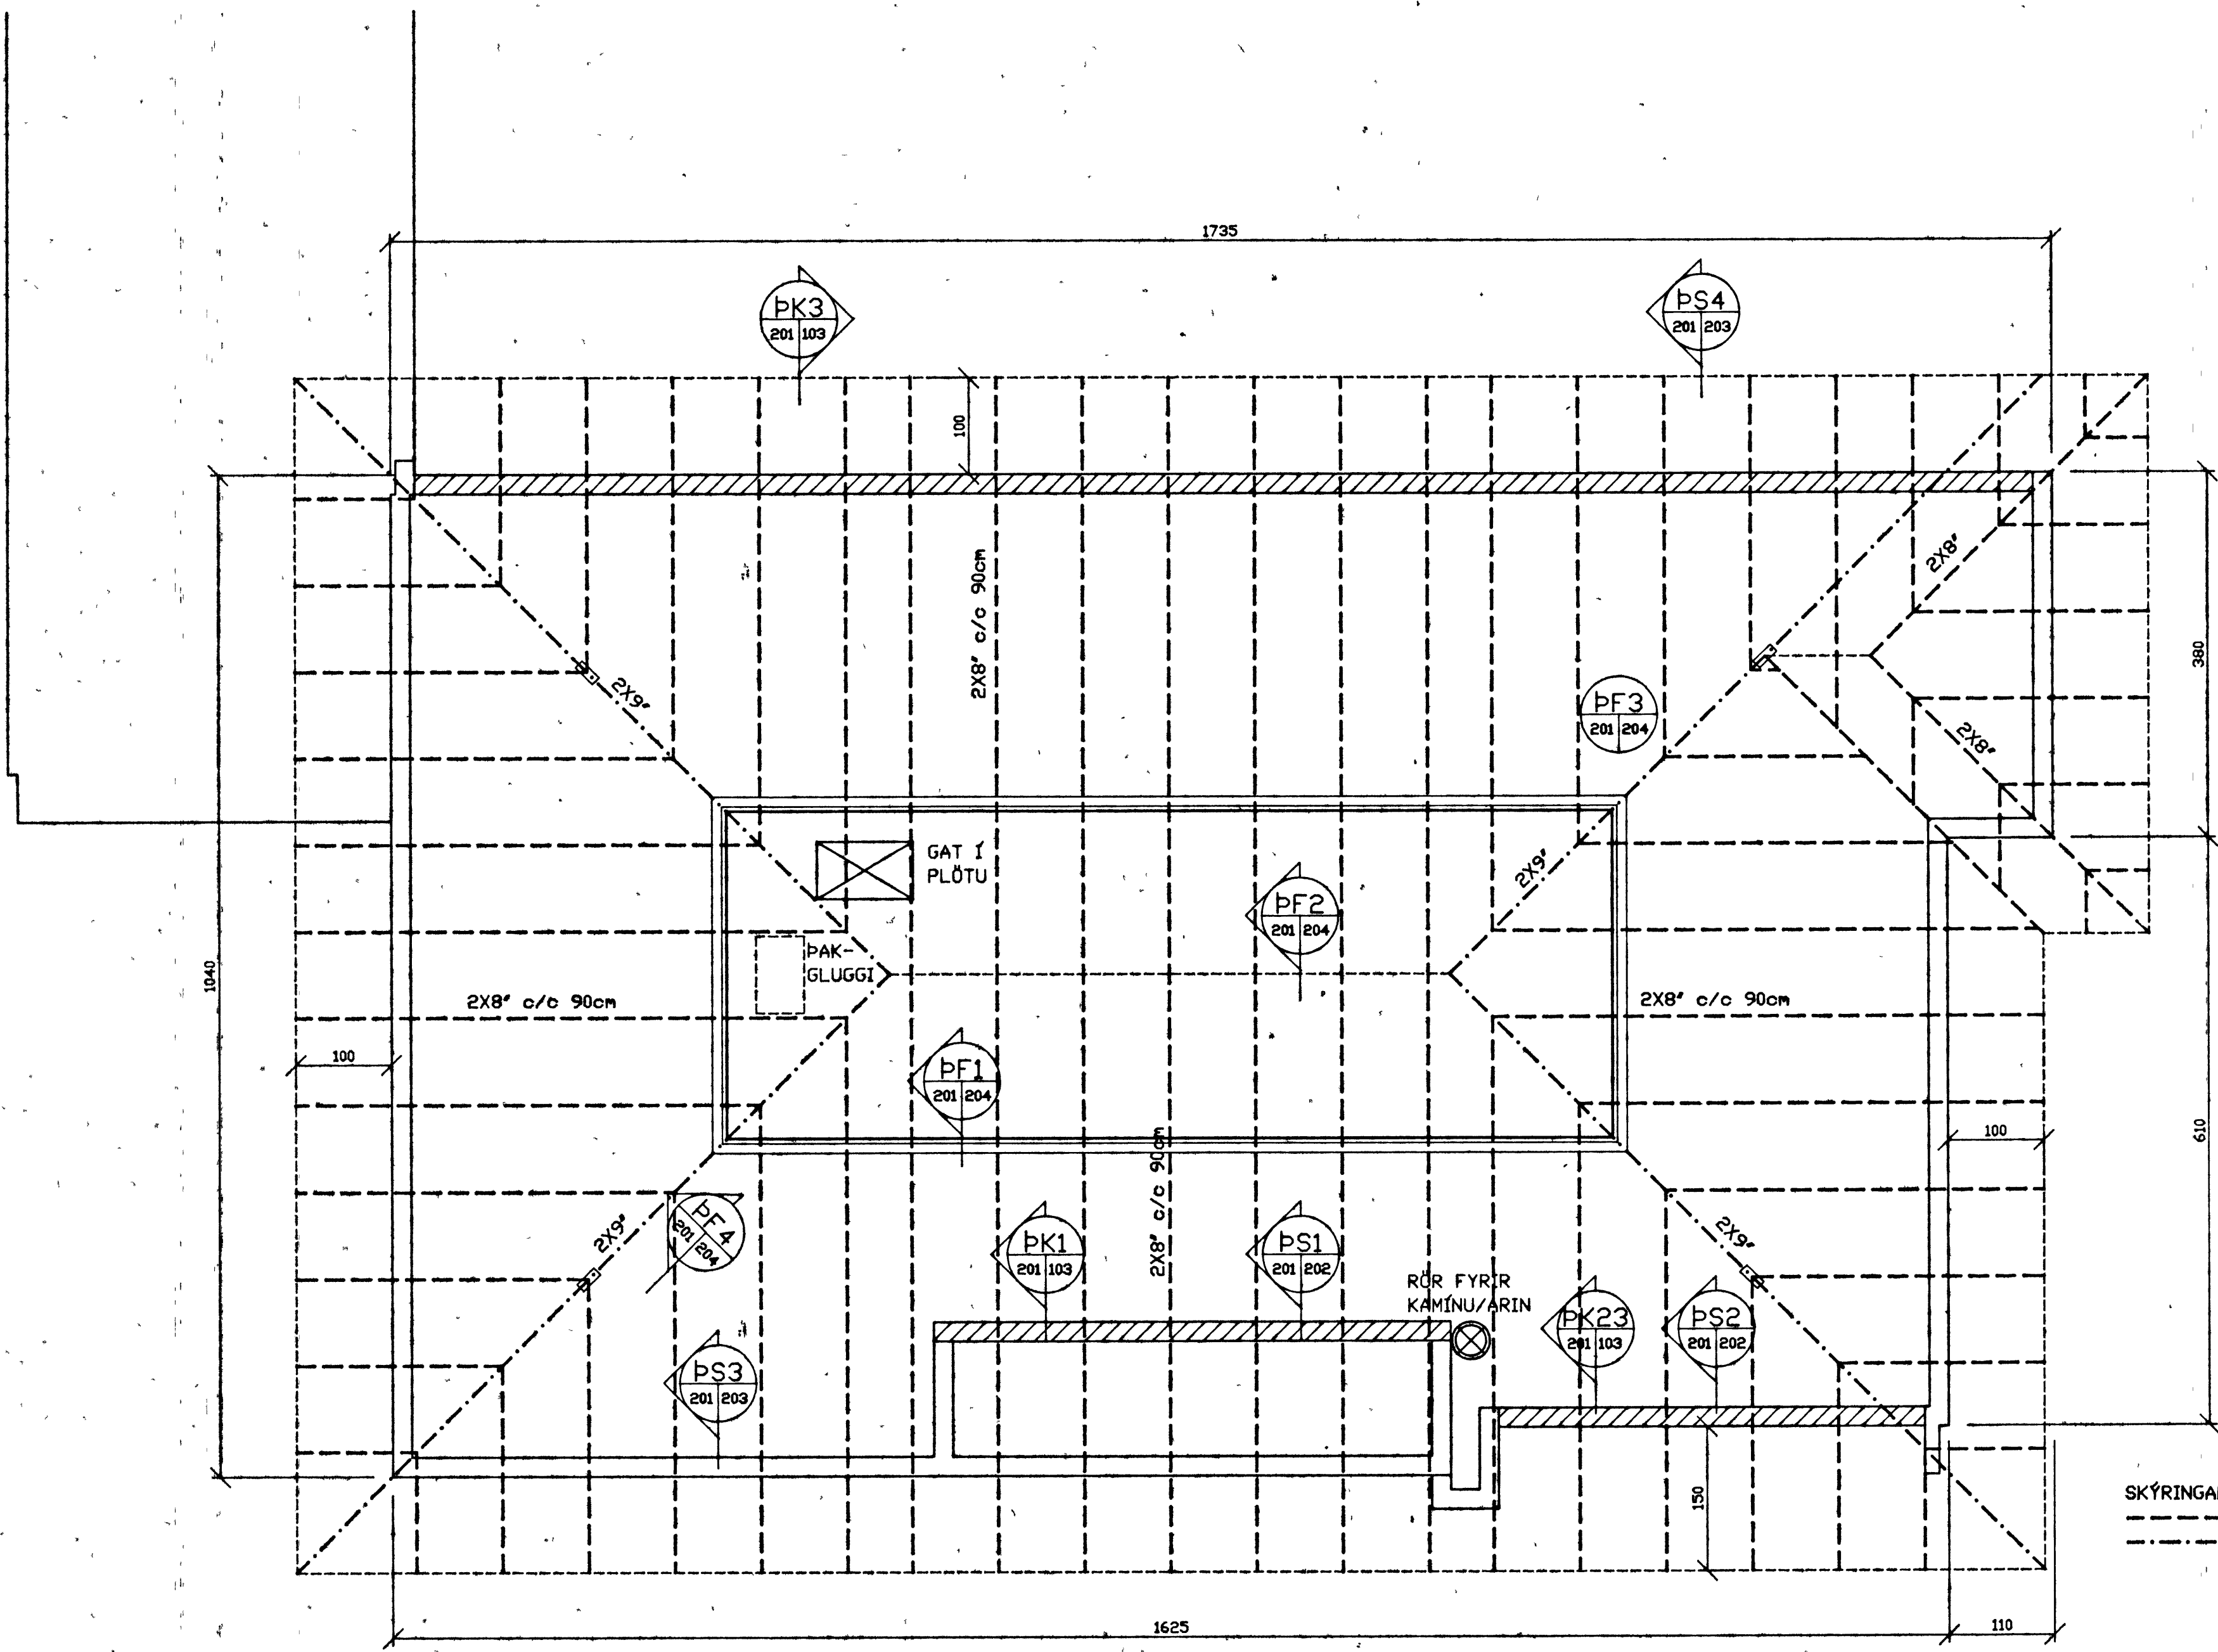 1735
ÞK3
201 103
ÞS4
201 203
100
2X8" c/c 90cm
2X8"
380
2X9"
ÞF3
201 204
2X8"
GAT Í
PLÖTU
2X9"
ÞF2
201 204
ÞAK-
GLUGGI
1040
2X8" c/c 90cm
2X8" c/c 90cm
100
ÞF1
201 204
100
610
2X8" c/c 90cm
ÞF4
201 204
2X9"
ÞK1
201 103
ÞS1
201 202
2X9"
RÖR FYRIR
KAMÍNU/ARIN
ÞK23
201 103
ÞS2
201 202
ÞS3
201 203
150
1625
110